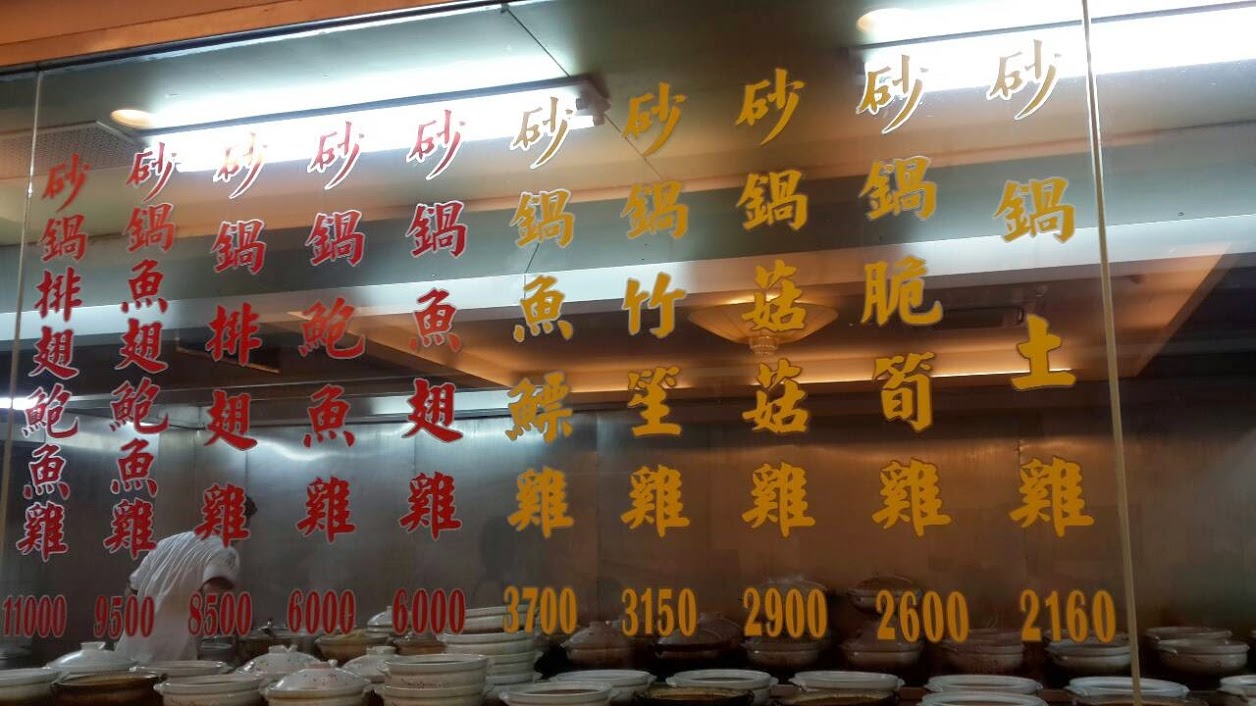 砂鍋土雞 2160
砂鍋脆筍雞 2600
砂鍋菇菇雞 2900
砂鍋竹笙雞 3150
砂鍋魚鰾雞 3700
砂鍋魚翅雞 6000
砂鍋鮑魚雞 6000
砂鍋排翅雞 8500
砂鍋魚翅鮑魚雞 9500
砂鍋排翅鮑魚雞 11000